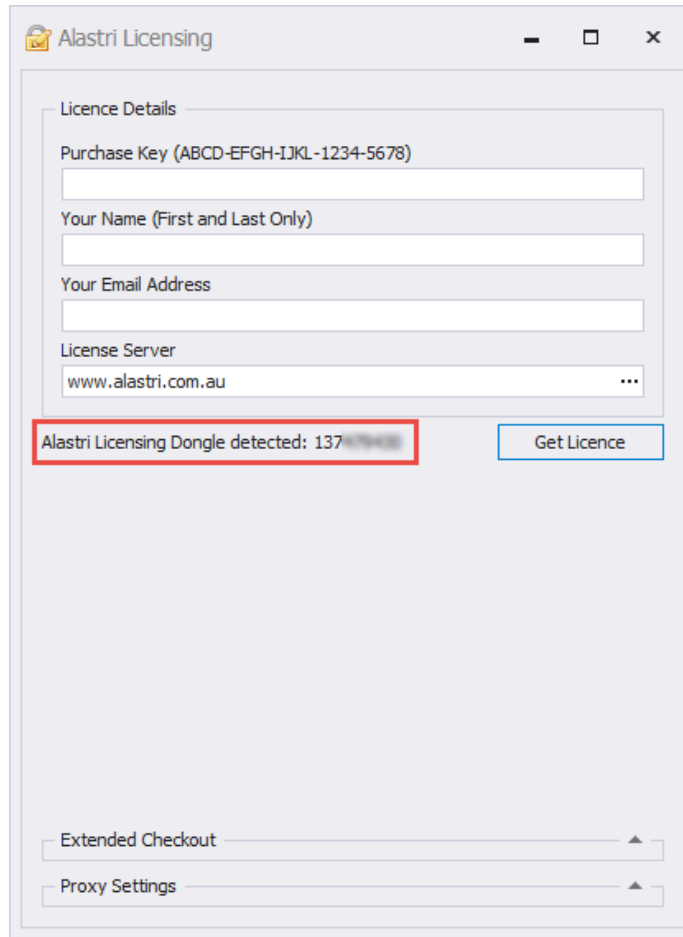 Alastri Licensing
Licence Details
Purchase Key (ABCD-EFGH-IJKL-1234-5678)
Your Name (First and Last Only)
Your Email Address
License Server
www.alastri.com.au
Alastri Licensing Dongle detected: 137
Get Licence
Extended Checkout
Proxy Settings